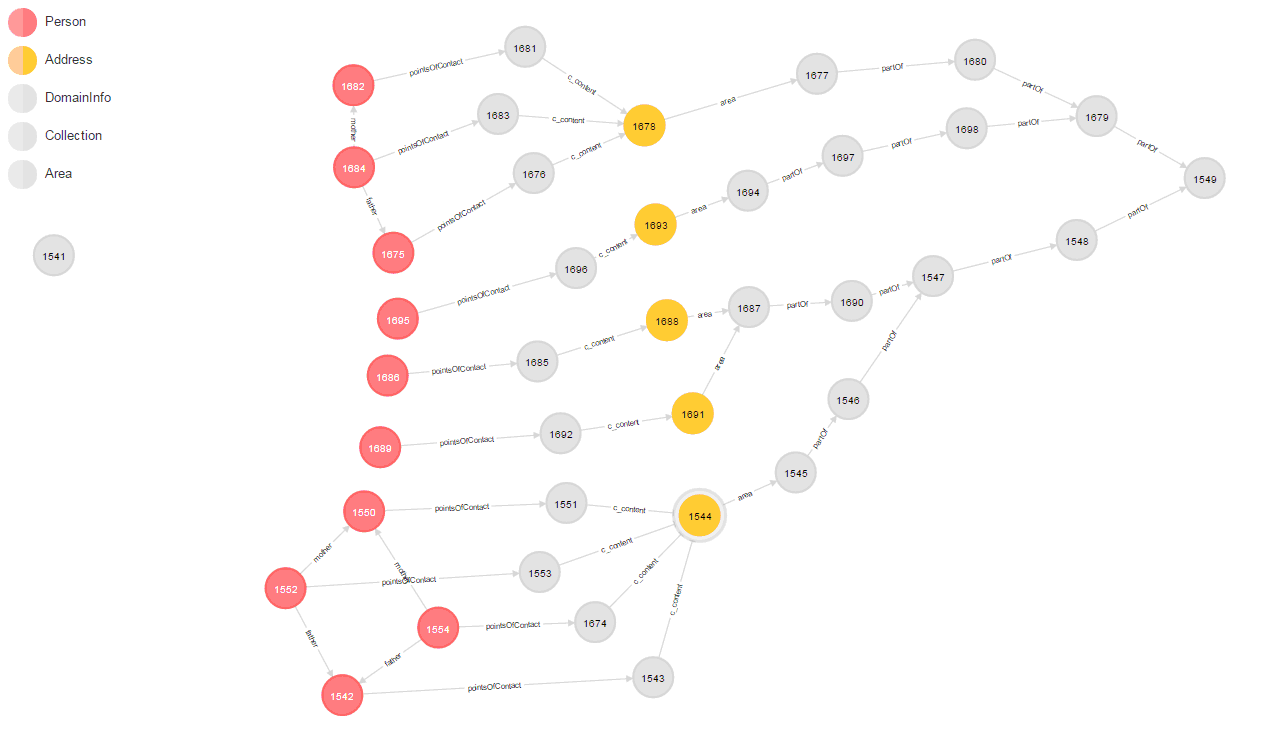 Person
Address
DomainInfo
Collection
Area
1541
1682
pointsOfContact
1681
c_content
1678
area
1677
partOf
1680
partOf
1679
partOf
1549
mother
1684
pointsOfContact
1683
c_content
father
1675
pointsOfContact
1676
c_content
1695
pointsOfContact
1696
c_content
1693
area
1694
partOf
1697
partOf
1698
partOf
1686
pointsOfContact
1685
c_content
1688
area
1687
partOf
1690
partOf
1547
partOf
1548
partOf
1689
pointsOfContact
1692
c_content
1691
area
1550
pointsOfContact
1551
c_content
1544
area
1545
partOf
1546
partOf
mother
mother
1552
pointsOfContact
1553
c_content
father
1554
pointsOfContact
1674
c_content
father
1542
pointsOfContact
1543
c_content